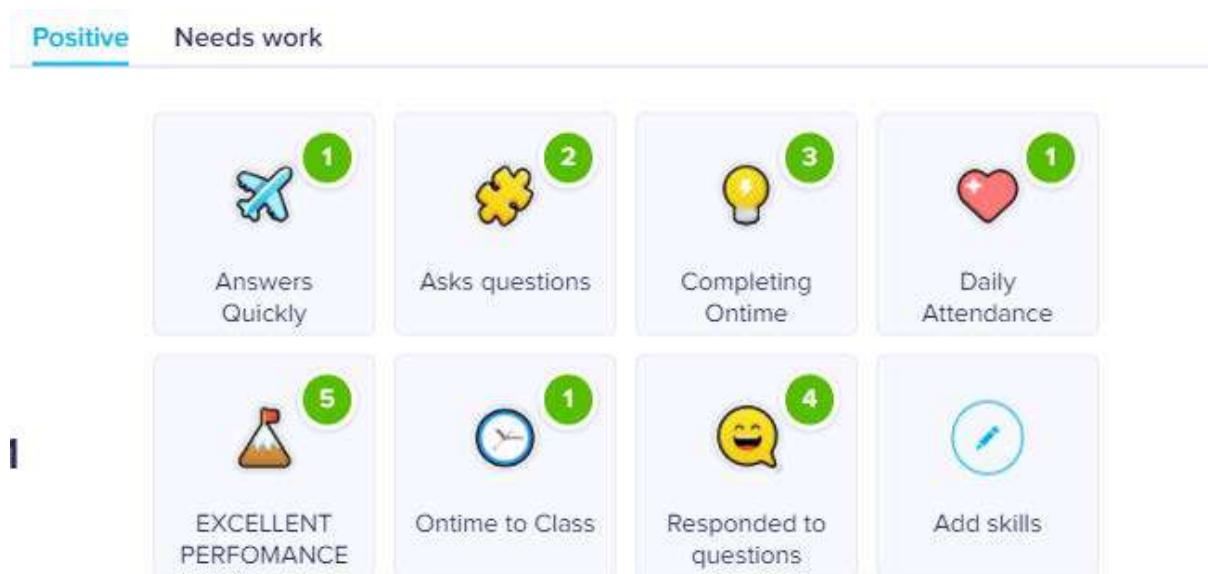 Positive Needs work
1 2 3 1
Answers Quickly
Asks questions
Completing Ontime
Daily Attendance
5 1 4
EXCELLENT PERFOMANCE
Ontime to Class
Responded to questions
Add skills